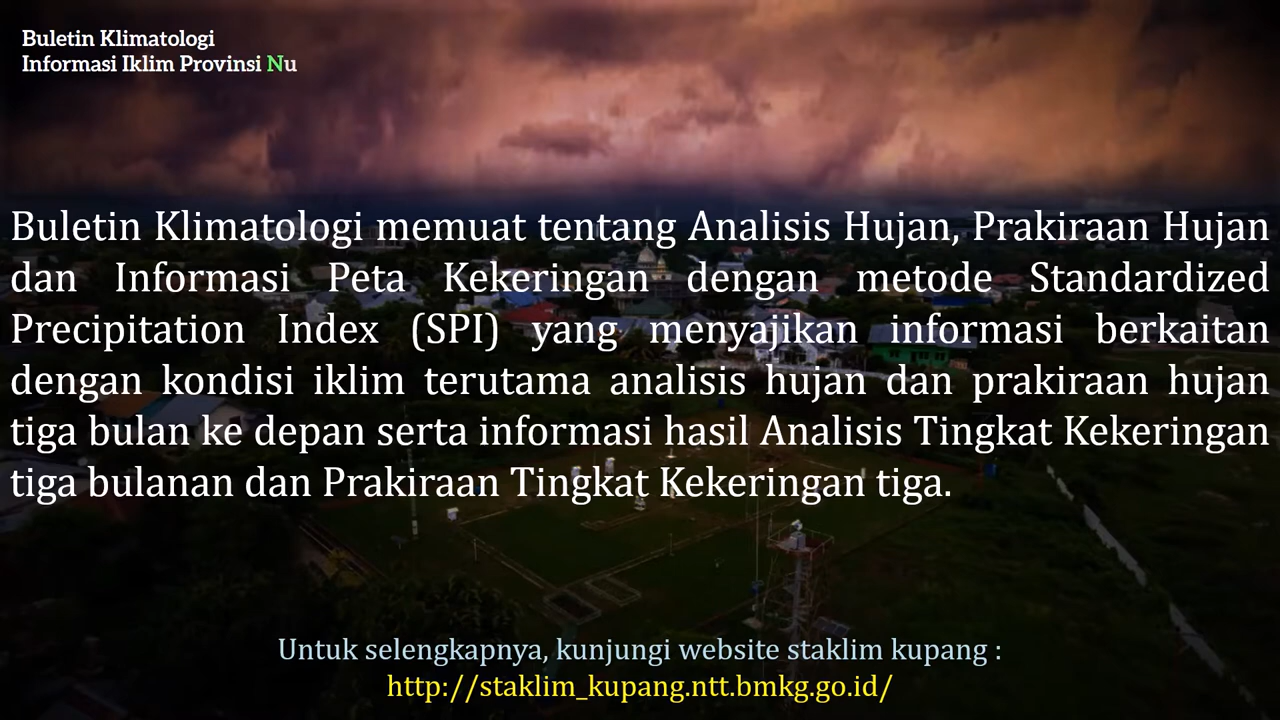 Buletin Klimatologi
Informasi Iklim Provinsi Nu
Buletin Klimatologi memuat tentang Analisis Hujan, Prakiraan Hujan
dan Informasi Peta Kekeringan dengan metode Standardized
Precipitation Index (SPI) yang menyajikan informasi berkaitan
dengan kondisi iklim terutama analisis hujan dan prakiraan hujan
tiga bulan ke depan serta informasi hasil Analisis Tingkat Kekeringan
tiga bulanan dan Prakiraan Tingkat Kekeringan tiga.
Untuk selengkapnya, kunjungi website staklim kupang :
http://staklim_kupang.ntt.bmkg.go.id/